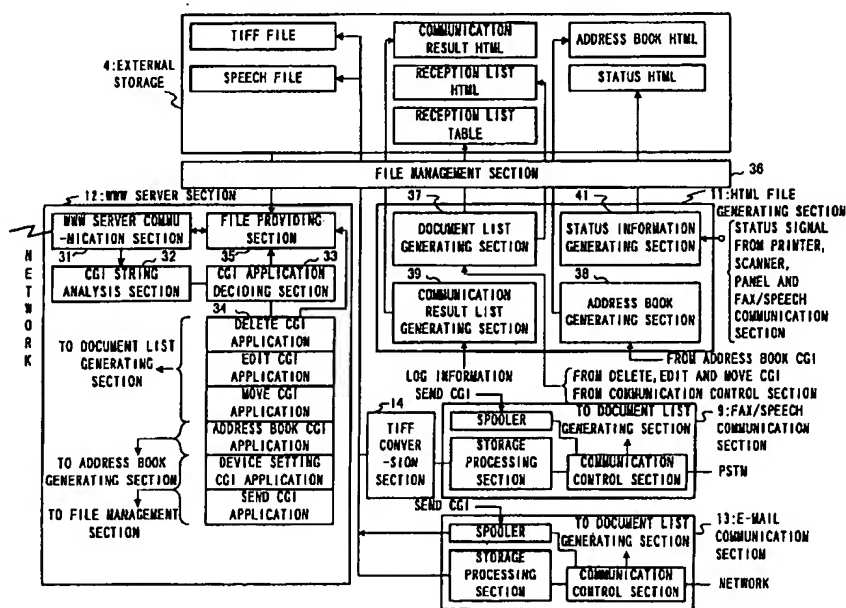 4:EXTERNAL
STORAGE
TIFF FILE
SPEECH FILE
COMMUNICATION
RESULT HTML
RECEPTION LIST
HTML
RECEPTION LIST
TABLE
ADDRESS BOOK HTML
STATUS HTML
FILE MANAGEMENT SECTION
36
12:WWW SERVER SECTION
NETWORK
WWW SERVER COMMU
-NICATION SECTION
31
32
CGI STRING
ANALYSIS SECTION
FILE PROVIDING
SECTION
35
33
CGI APPLICATION
DECIDING SECTION
34
DELETE CGI
APPLICATION
EDIT CGI
APPLICATION
MOVE CGI
APPLICATION
ADDRESS BOOK CGI
APPLICATION
DEVICE SETTING
CGI APPLICATION
SEND CGI
APPLICATION
TO DOCUMENT LIST
GENERATING
SECTION
TO ADDRESS BOOK
GENERATING SECTION
TO FILE MANAGEMENT
SECTION
37
DOCUMENT LIST
GENERATING SECTION
39
COMMUNICATION
RESULT LIST
GENERATING SECTION
41
STATUS INFORMATION
GENERATING SECTION
38
ADDRESS BOOK
GENERATING SECTION
11:HTML FILE
GENERATING SECTION
STATUS SIGNAL
FROM PRINTER,
SCANNER,
PANEL AND
FAX/SPEECH
COMMUNICATION
SECTION
FROM ADDRESS BOOK CGI
LOG INFORMATION
FROM DELETE,EDIT AND MOVE CGI
FROM COMMUNICATION CONTROL SECTION
SEND CGI
14
TIFF
CONVER
-SION
SECTION
SPOOLER
STORAGE
PROCESSING
SECTION
TO DOCUMENT LIST
GENERATING SECTION
COMMUNICATION
CONTROL SECTION
9:FAX/SPEECH
COMMUNICATION
SECTION
PSTN
SEND CGI
SPOOLER
STORAGE
PROCESSING
SECTION
TO DOCUMENT LIST
GENERATING SECTION
COMMUNICATION
CONTROL SECTION
13:E-MAIL
COMMUNICATION
SECTION
NETWORK